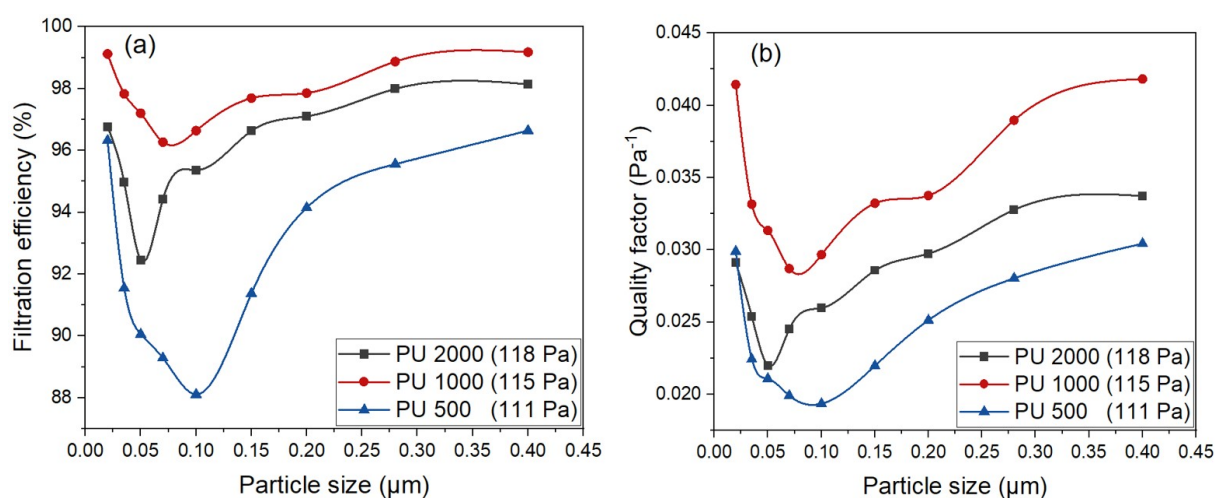 (a)
Filtration efficiency (%)
100
98
96
94
92
90
88
PU 2000 (118 Pa)
PU 1000 (115 Pa)
PU 500 (111 Pa)
0.00 0.05 0.10 0.15 0.20 0.25 0.30 0.35 0.40 0.45
Particle size (μm)
(b)
Quality factor (Pa⁻¹)
0.045
0.040
0.035
0.030
0.025
0.020
PU 2000 (118 Pa)
PU 1000 (115 Pa)
PU 500 (111 Pa)
0.00 0.05 0.10 0.15 0.20 0.25 0.30 0.35 0.40 0.45
Particle size (μm)